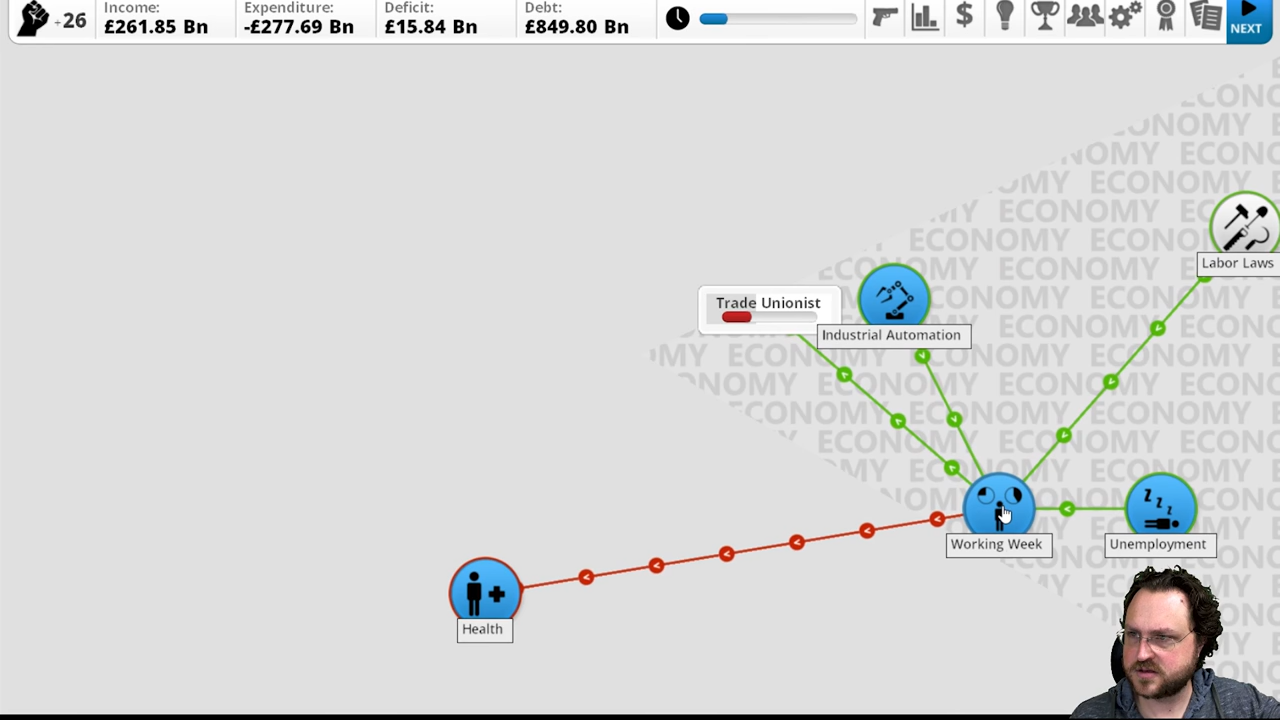 +26
Income:
£261.85 Bn
Expenditure:
-£277.69 Bn
Deficit:
£15.84 Bn
Debt:
£849.80 Bn
NEXT
ECONOMY
Labor Laws
Trade Unionist
Industrial Automation
Working Week
Unemployment
zzz
Health